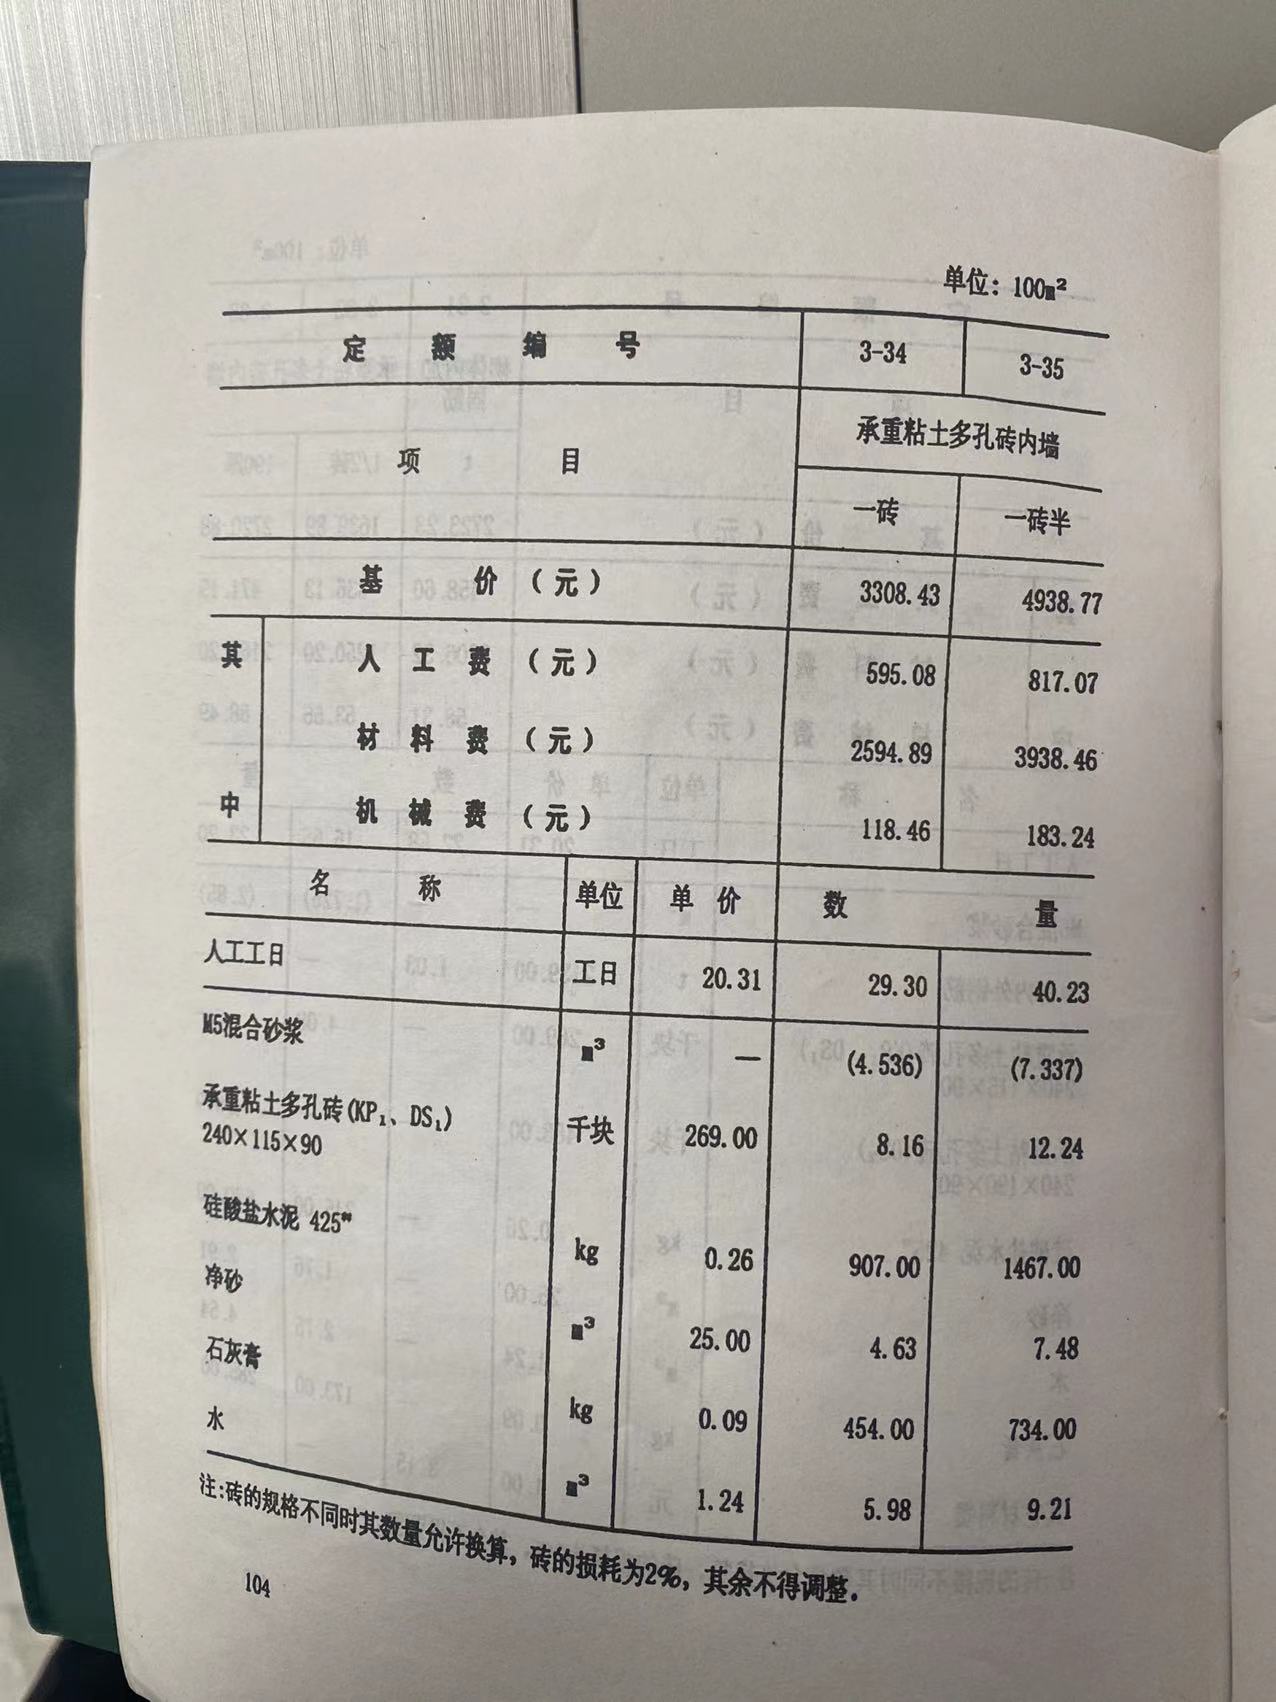 单位：100m²
定额编号 3-34 3-35
项目 承重粘土多孔砖内墙
一砖 一砖半
基价（元） 3308.43 4938.77
其中 人工费（元） 595.08 817.07
材料费（元） 2594.89 3938.46
机械费（元） 118.46 183.24
名称 单位 单价 数量
人工工日 工日 20.31 29.30 40.23
M5混合砂浆 m³ — (4.536) (7.337)
承重粘土多孔砖(KP₁、DS₁)
240×115×90 千块 269.00 8.16 12.24
硅酸盐水泥 425# kg 0.26 907.00 1467.00
净砂 m³ 25.00 4.63 7.48
石灰膏 kg 0.09 454.00 734.00
水 m³ 1.24 5.98 9.21
注：砖的规格不同时其数量允许换算，砖的损耗为2%，其余不得调整。
104